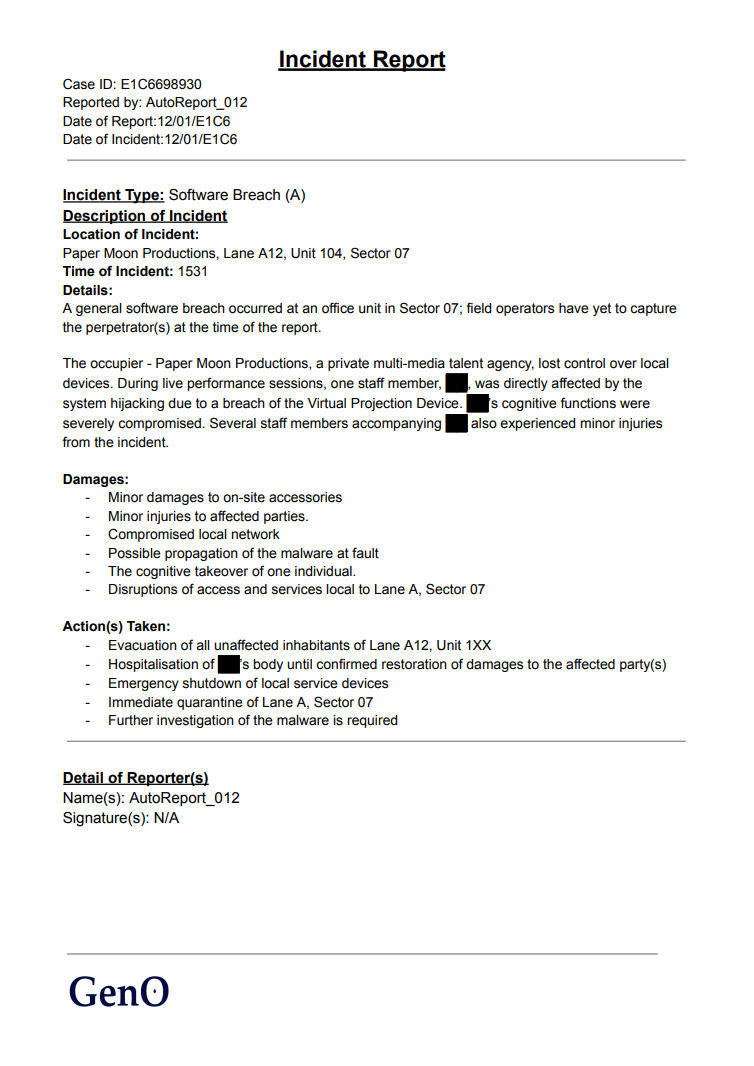 Incident Report
Case ID: E1C6698930
Reported by: AutoReport_012
Date of Report:12/01/E1C6
Date of Incident:12/01/E1C6
Incident Type: Software Breach (A)
Description of Incident
Location of Incident:
Paper Moon Productions, Lane A12, Unit 104, Sector 07
Time of Incident: 1531
Details:
A general software breach occurred at an office unit in Sector 07; field operators have yet to capture
the perpetrator(s) at the time of the report.
The occupier - Paper Moon Productions, a private multi-media talent agency, lost control over local
devices. During live performance sessions, one staff member, , was directly affected by the
system hijacking due to a breach of the Virtual Projection Device. 's cognitive functions were
severely compromised. Several staff members accompanying also experienced minor injuries
from the incident.
Damages:
- Minor damages to on-site accessories
- Minor injuries to affected parties.
- Compromised local network
- Possible propagation of the malware at fault
- The cognitive takeover of one individual.
- Disruptions of access and services local to Lane A, Sector 07
Action(s) Taken:
- Evacuation of all unaffected inhabitants of Lane A12, Unit 1XX
- Hospitalisation of 's body until confirmed restoration of damages to the affected party(s)
- Emergency shutdown of local service devices
- Immediate quarantine of Lane A, Sector 07
- Further investigation of the malware is required
Detail of Reporter(s)
Name(s): AutoReport_012
Signature(s): N/A
GenO